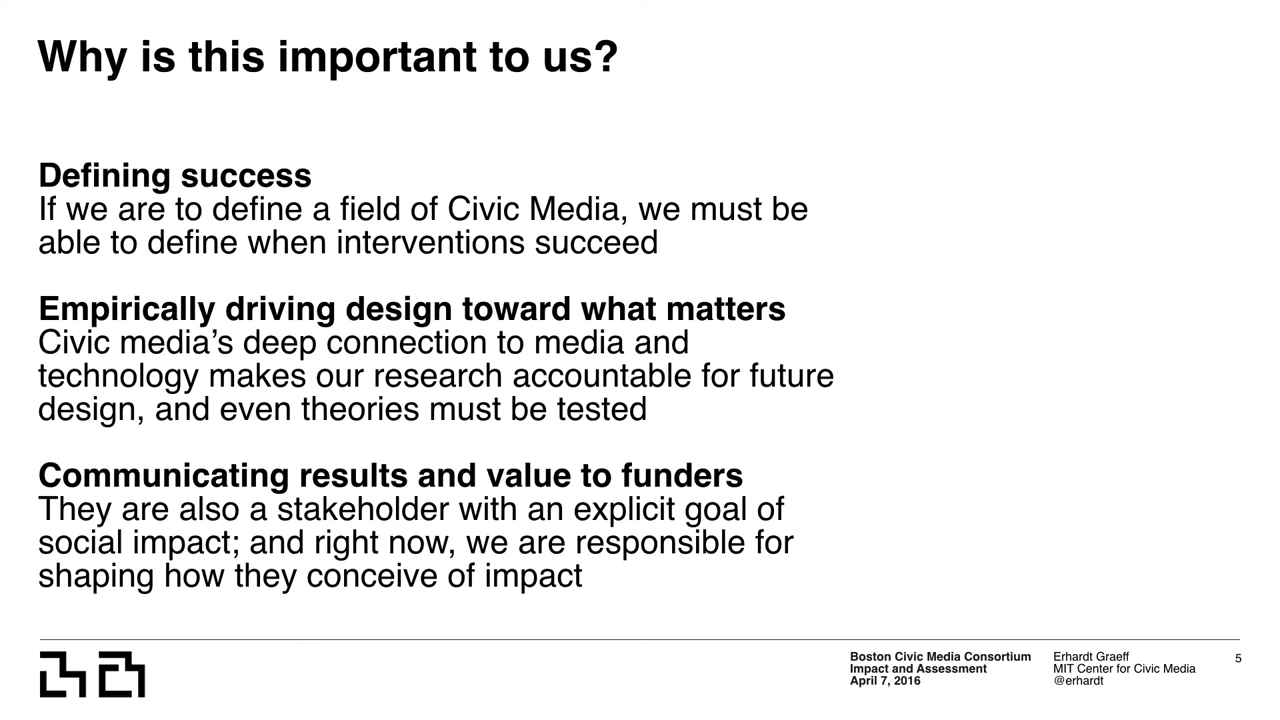 Why is this important to us?
Defining success
If we are to define a field of Civic Media, we must be
able to define when interventions succeed
Empirically driving design toward what matters
Civic media’s deep connection to media and
technology makes our research accountable for future
design, and even theories must be tested
Communicating results and value to funders
They are also a stakeholder with an explicit goal of
social impact; and right now, we are responsible for
shaping how they conceive of impact
Boston Civic Media Consortium
Impact and Assessment
April 7, 2016
Erhardt Graeff
MIT Center for Civic Media
@erhardt
5